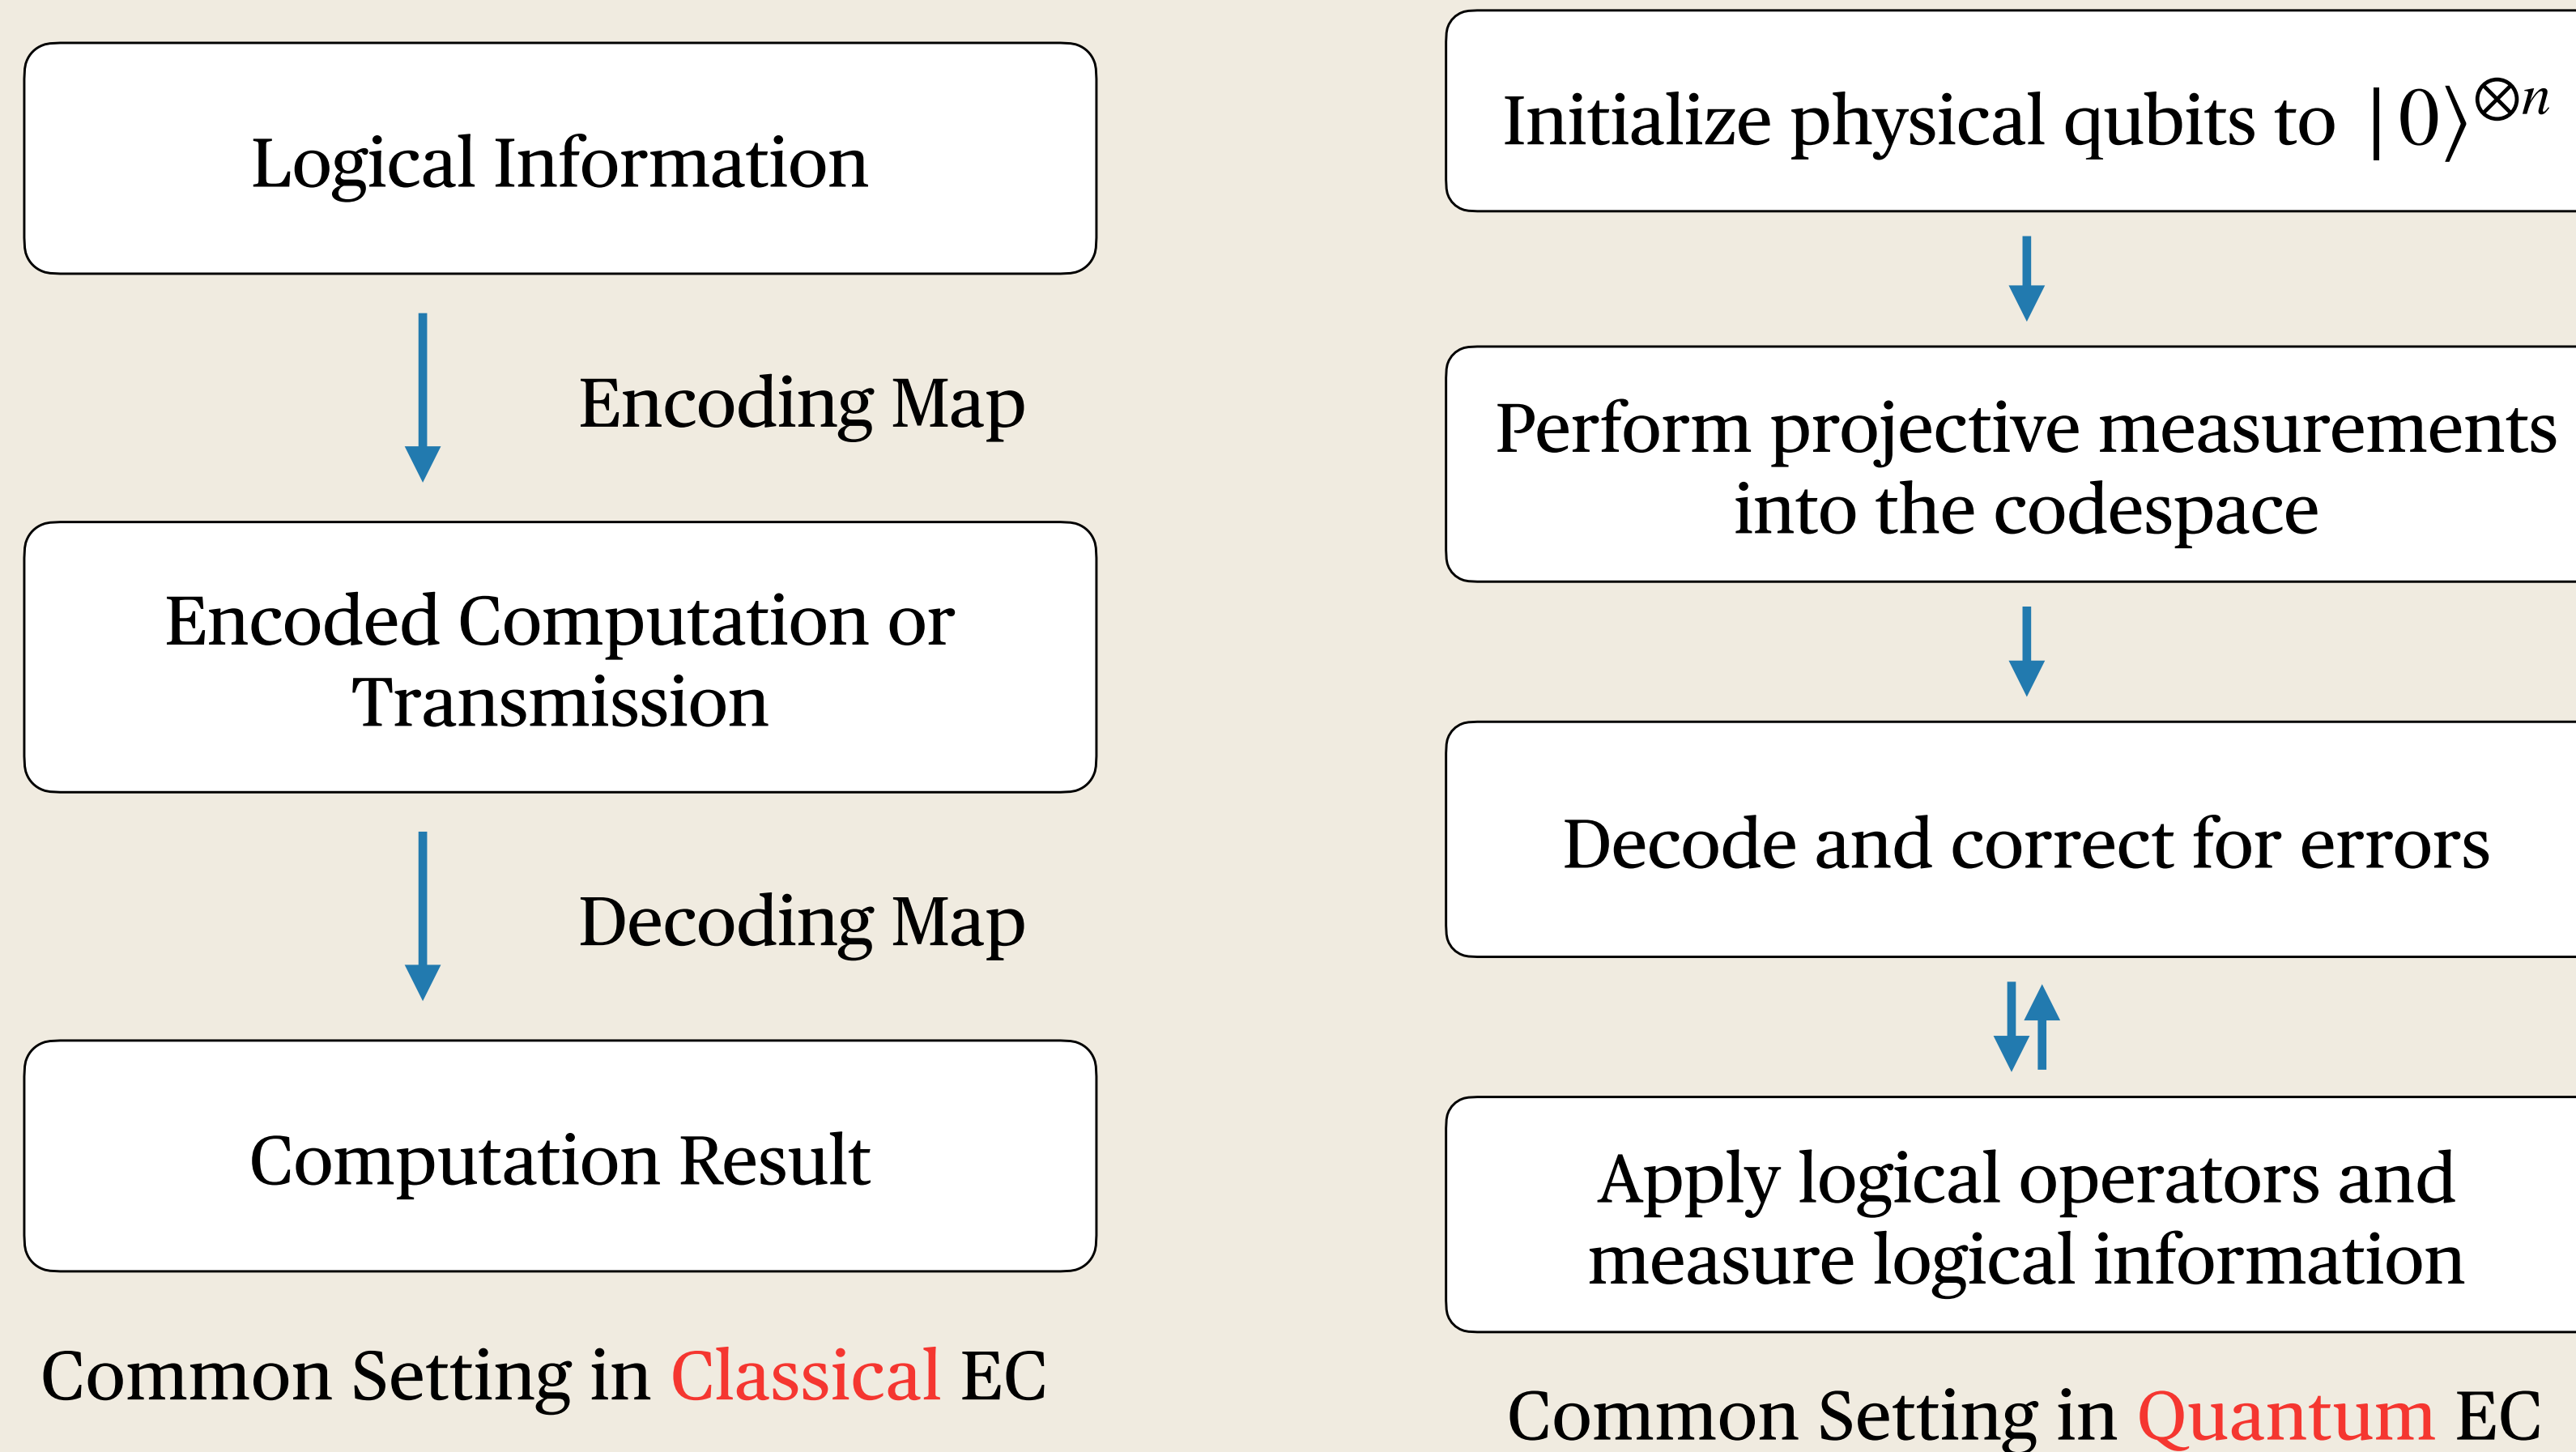 Logical Information
Encoding Map
Encoded Computation or
Transmission
Decoding Map
Computation Result
Common Setting in Classical EC
Initialize physical qubits to |0⟩⊗n
Perform projective measurements
into the codespace
Decode and correct for errors
Apply logical operators and
measure logical information
Common Setting in Quantum EC